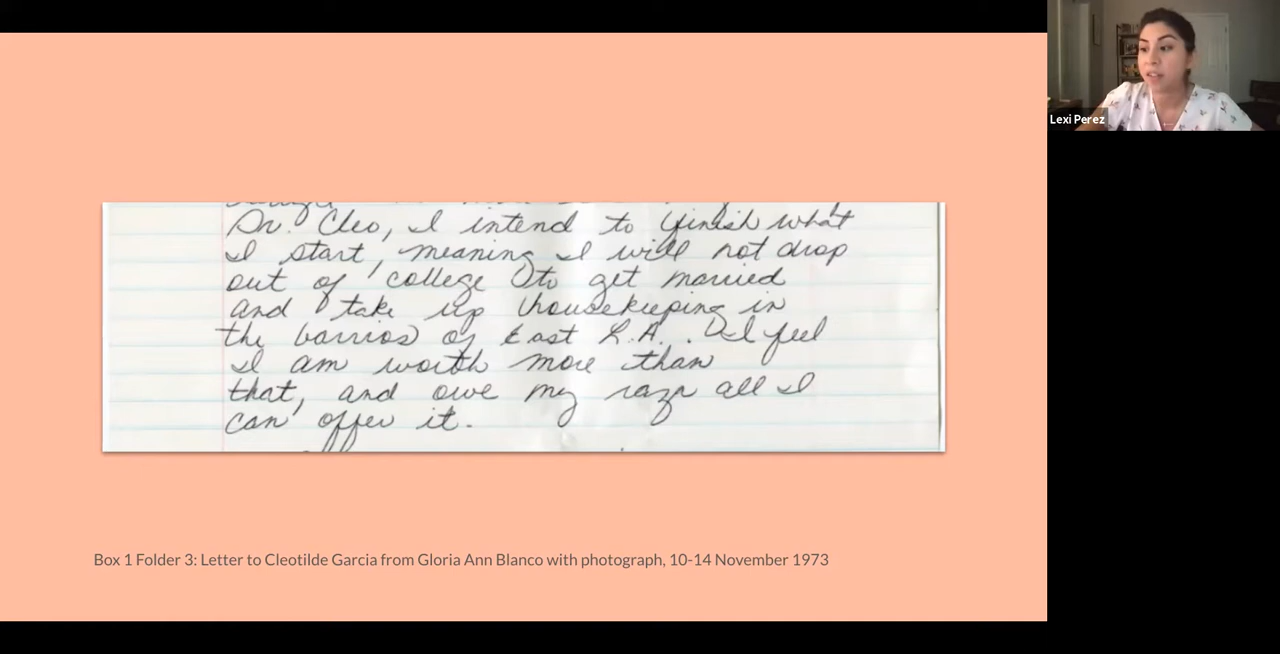 Dr. Cleo, I intend to finish what
I start, meaning I will not drop
out of college to get married
and take up housekeeping in
the barrios of East L.A.. I feel
I am worth more than
that, and owe my raza all I
can offer it.
Box 1 Folder 3: Letter to Cleotilde Garcia from Gloria Ann Blanco with photograph, 10-14 November 1973
Lexi Perez